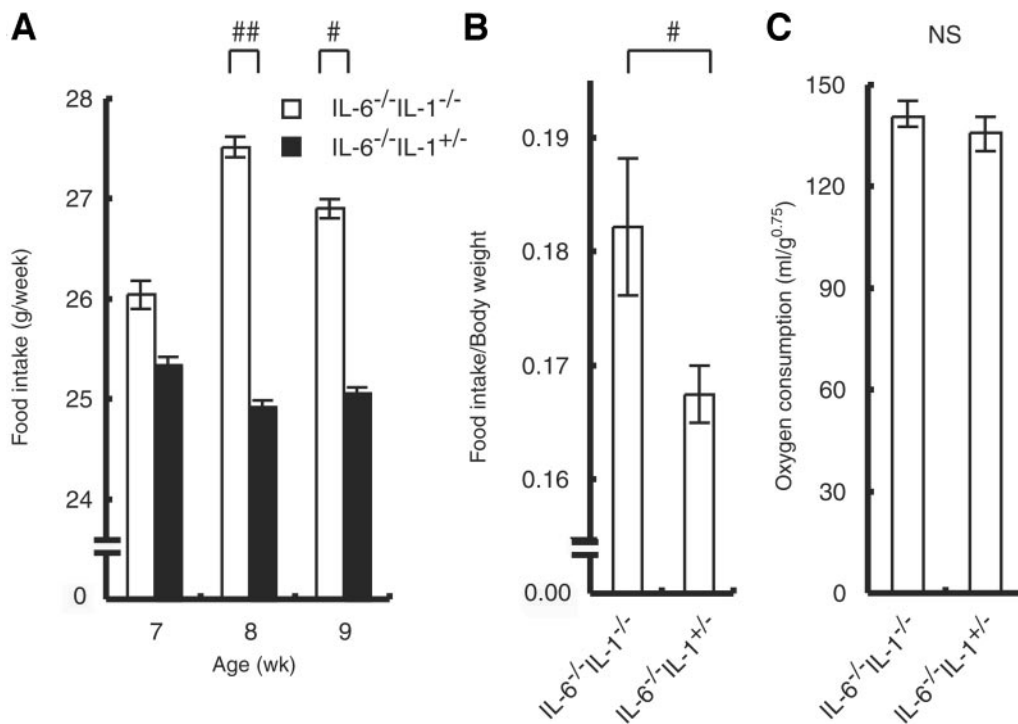 A
##
#
28
27
26
25
24
0
Food intake (g/week)
IL-6-/-IL-1-/-
IL-6-/-IL-1+/-
7 8 9
Age (wk)
B
#
0.19
0.18
0.17
0.16
0.00
Food intake/Body weight
IL-6-/-IL-1-/-
IL-6-/-IL-1+/-
C
NS
150
120
90
60
30
0
Oxygen consumption (ml/g0.75)
IL-6-/-IL-1-/-
IL-6-/-IL-1+/-